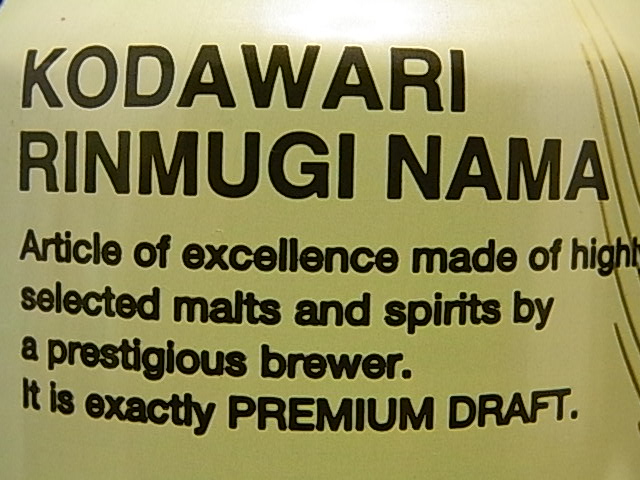 KODAWARI
RINMUGI NAMA
Article of excellence made of highly
selected malts and spirits by
a prestigious brewer.
It is exactly PREMIUM DRAFT.